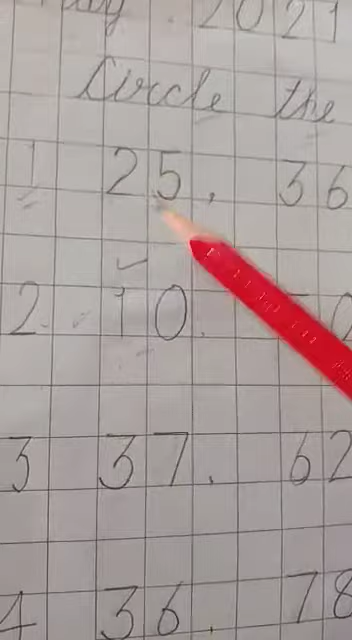 2021
Circle the
1 25, 36
2. 10.
3 37. 62
4 36. 78